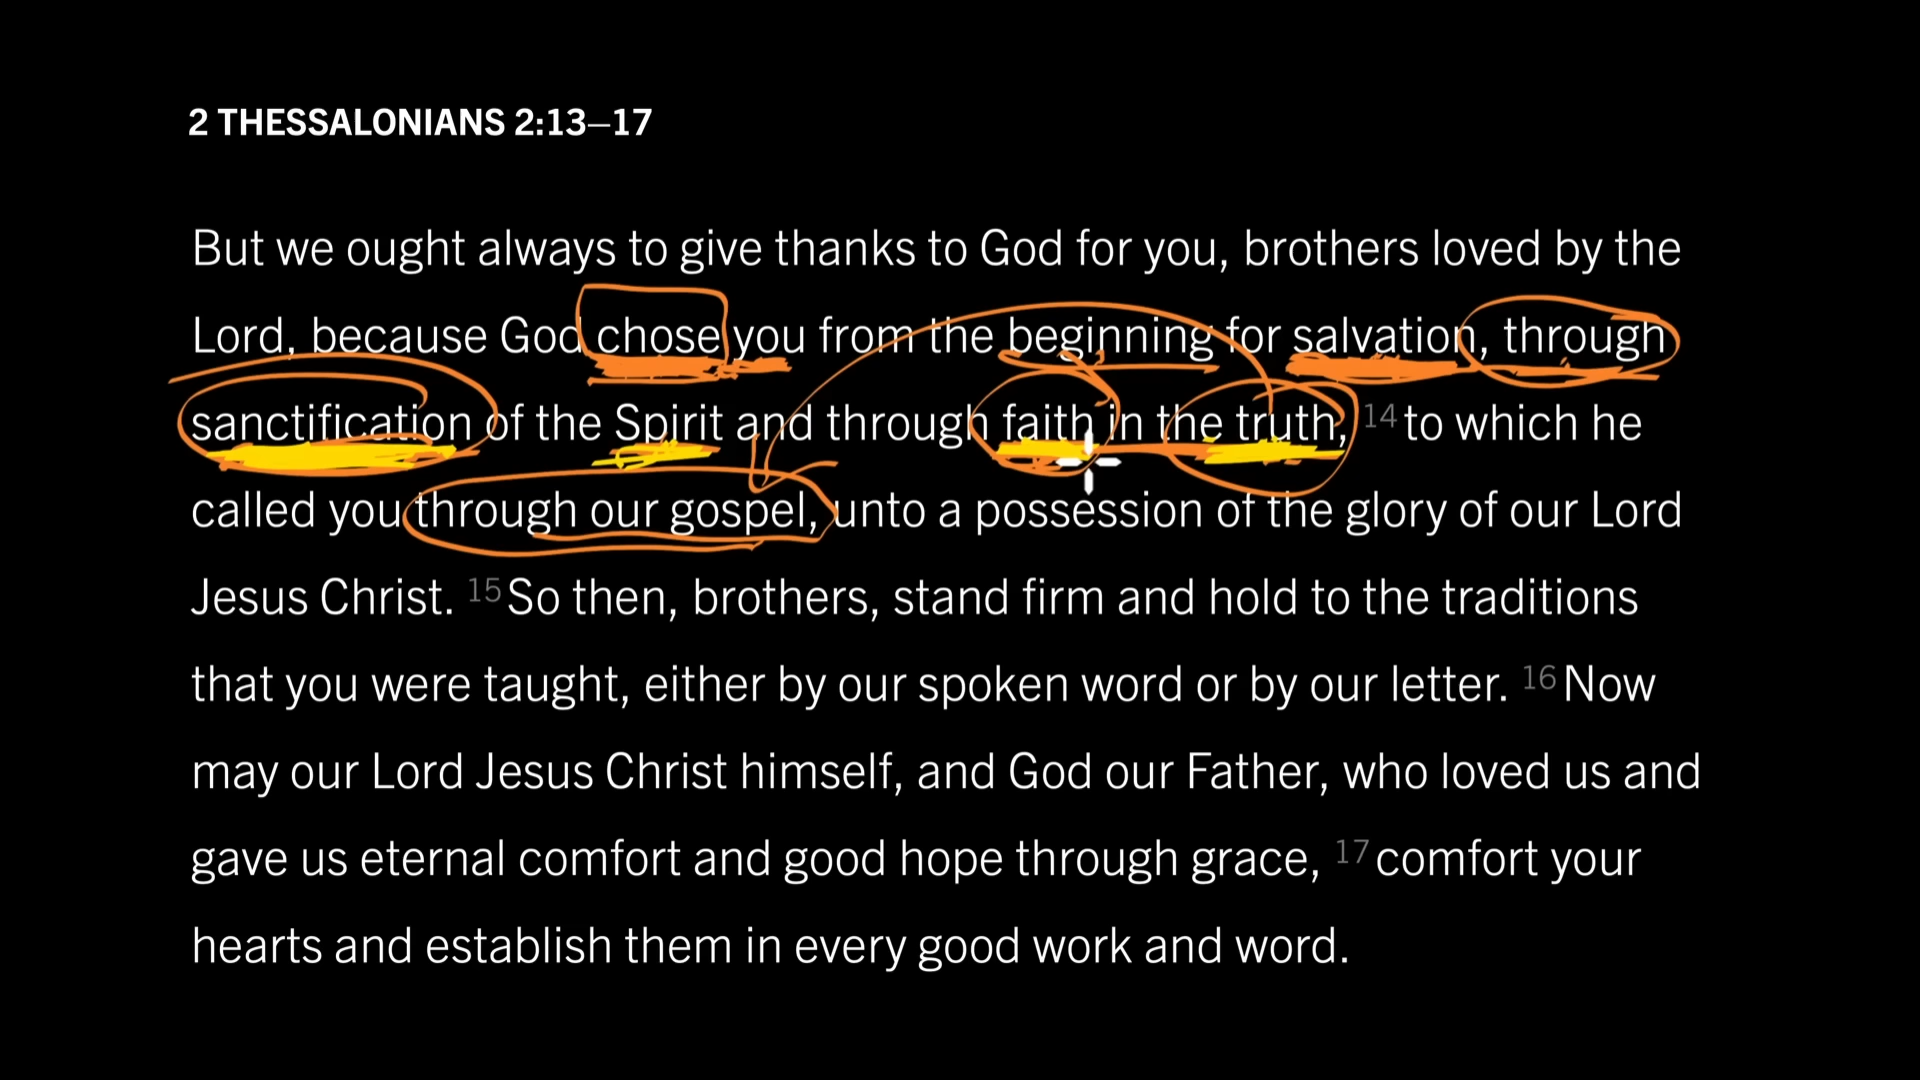 2 THESSALONIANS 2:13–17
But we ought always to give thanks to God for you, brothers loved by the
Lord, because God chose you from the beginning for salvation, through
sanctification of the Spirit and through faith in the truth, 14 to which he
called you through our gospel, unto a possession of the glory of our Lord
Jesus Christ. 15 So then, brothers, stand firm and hold to the traditions
that you were taught, either by our spoken word or by our letter. 16 Now
may our Lord Jesus Christ himself, and God our Father, who loved us and
gave us eternal comfort and good hope through grace, 17 comfort your
hearts and establish them in every good work and word.